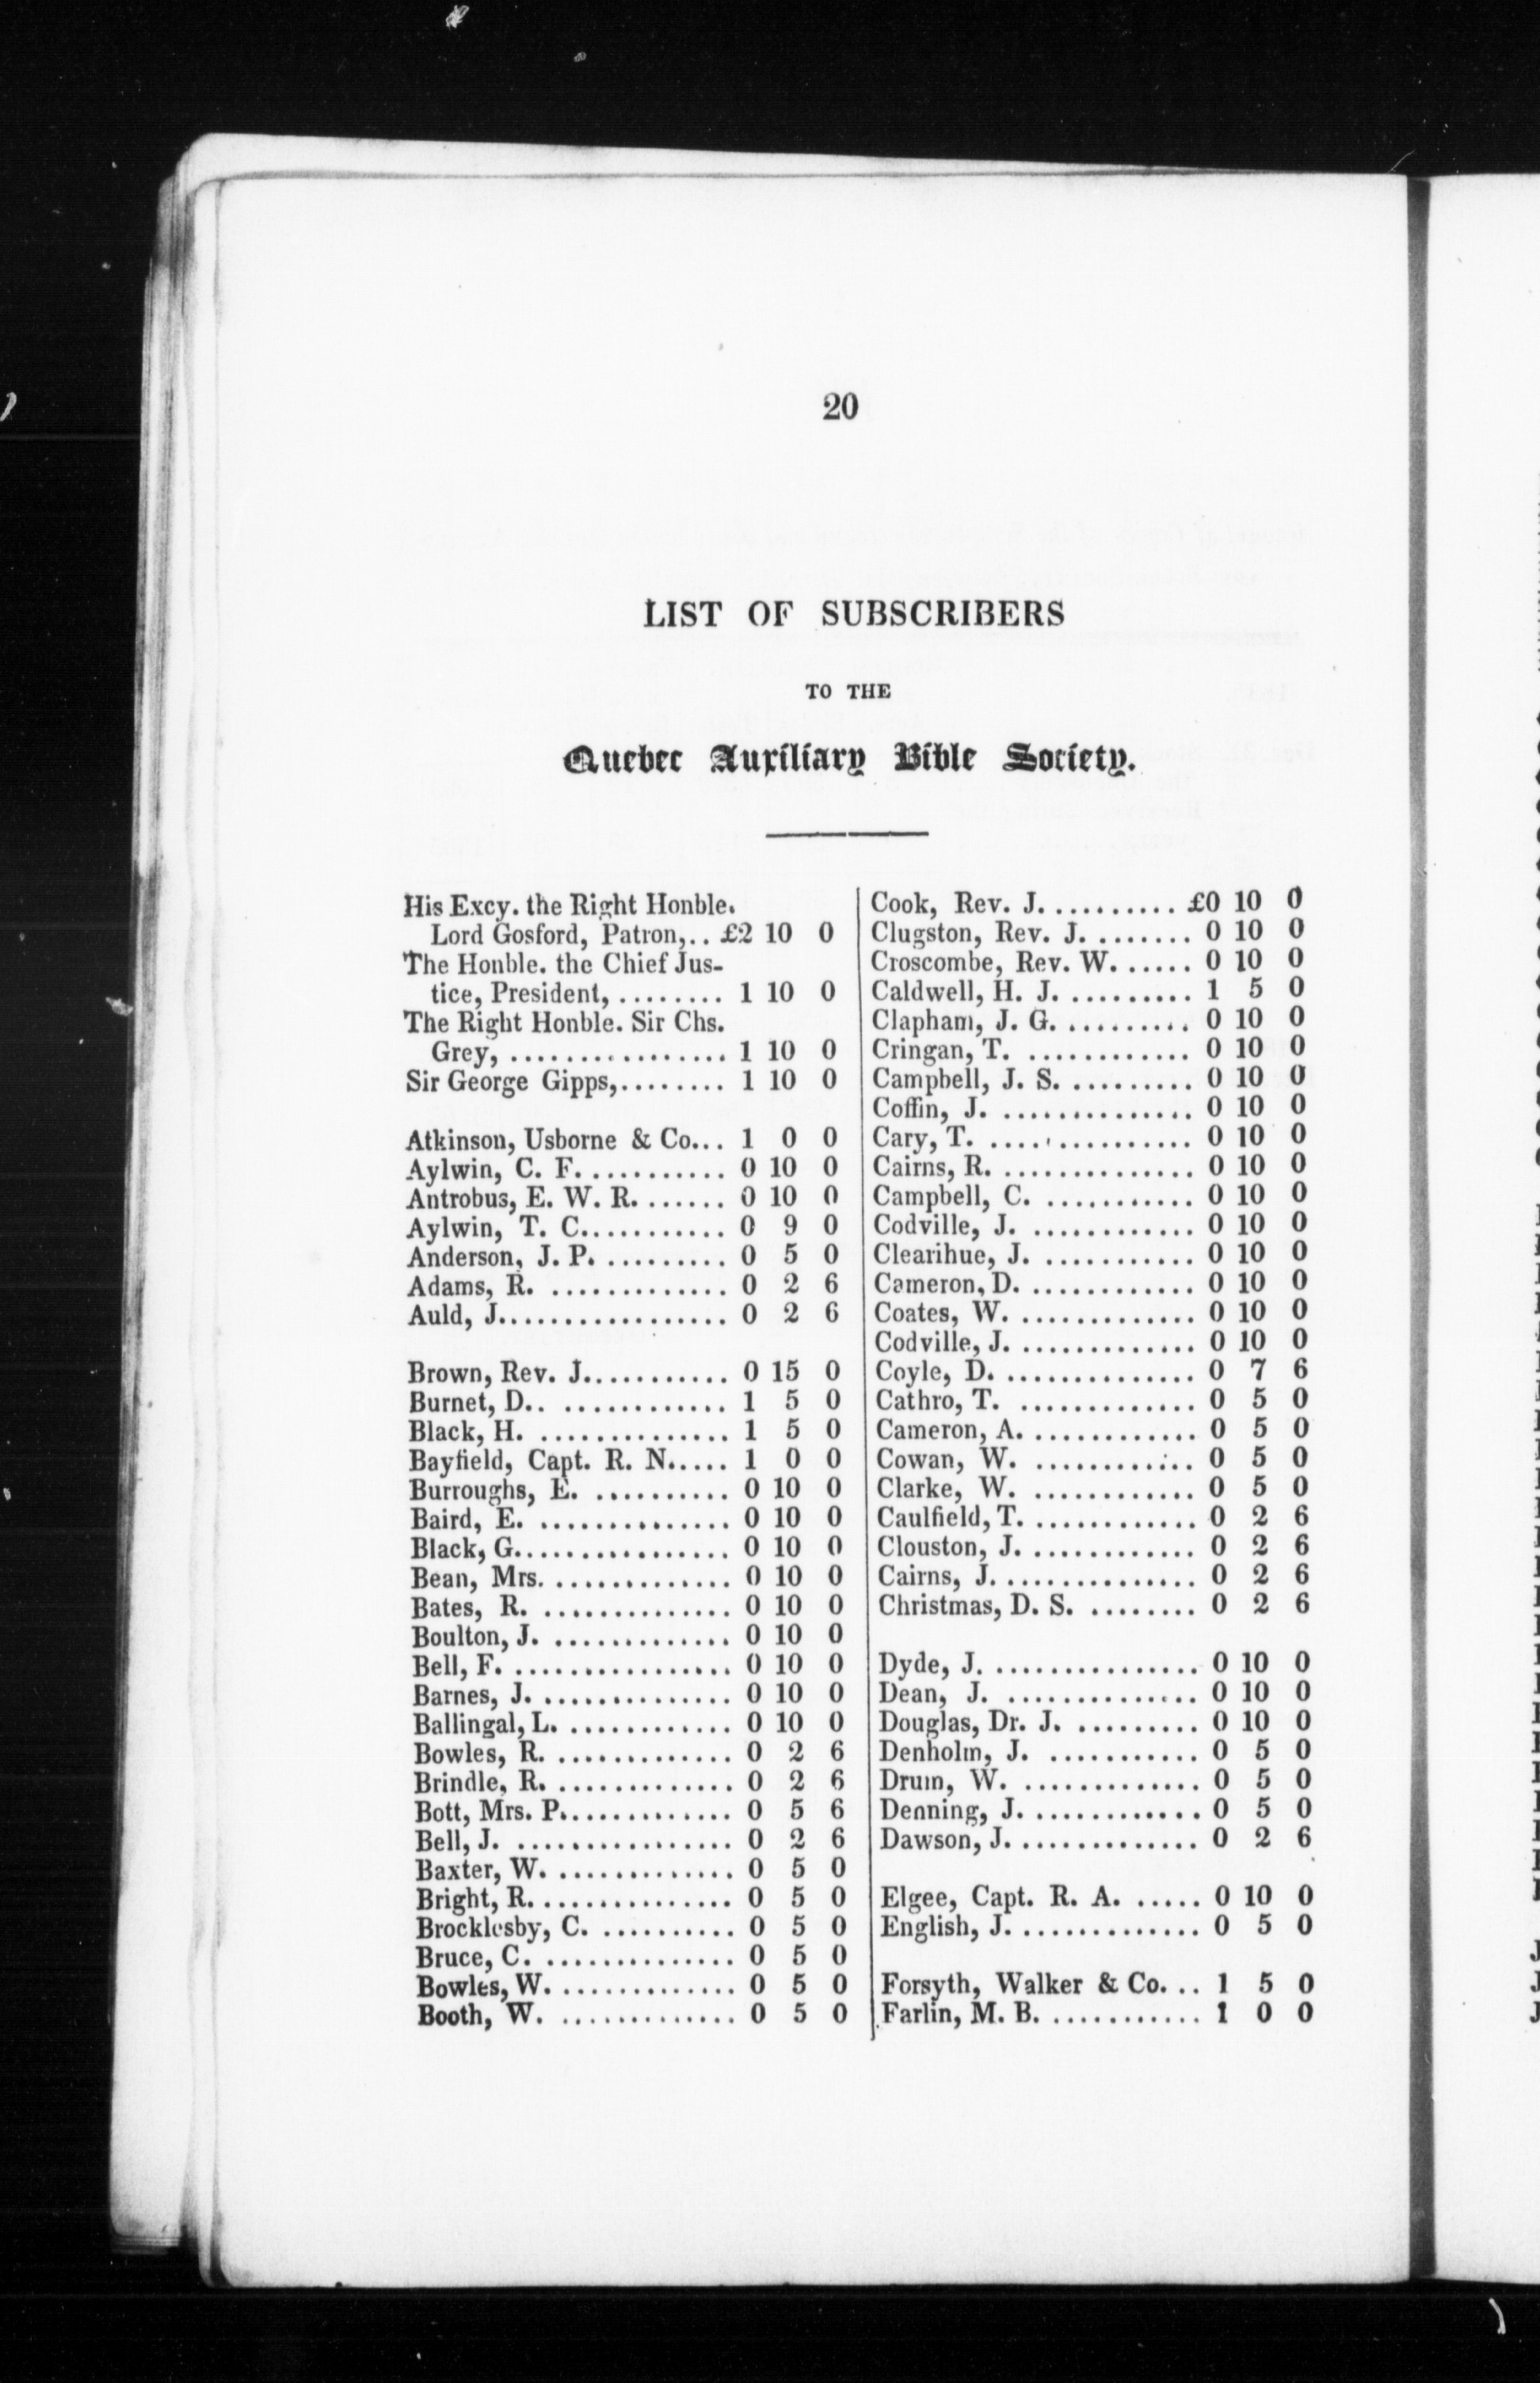 20
LIST OF SUBSCRIBERS
TO THE
Quebec Auxiliary Bible Society.
His Excy. the Right Honble.
Lord Gosford, Patron,.. £2 10 0
The Honble. the Chief Jus-
tice, President, ........ 1 10 0
The Right Honble. Sir Chs.
Grey, ................ 1 10 0
Sir George Gipps,........ 1 10 0
Atkinson, Usborne & Co... 1 0 0
Aylwin, C. F. .......... 0 10 0
Antrobus, E. W. R. ...... 0 10 0
Aylwin, T. C........... 0 9 0
Anderson, J. P. ......... 0 5 0
Adams, R. ............. 0 2 6
Auld, J................. 0 2 6
Brown, Rev. J........... 0 15 0
Burnet, D.. ............ 1 5 0
Black, H. .............. 1 5 0
Bayfield, Capt. R. N..... 1 0 0
Burroughs, E. .......... 0 10 0
Baird, E. .............. 0 10 0
Black, G................ 0 10 0
Bean, Mrs. ............. 0 10 0
Bates, R. .............. 0 10 0
Boulton, J. ............. 0 10 0
Bell, F. ................ 0 10 0
Barnes, J. .............. 0 10 0
Ballingal, L. ............ 0 10 0
Bowles, R. ............. 0 2 6
Brindle, R. ............. 0 2 6
Bott, Mrs. P............. 0 5 6
Bell, J. ................ 0 2 6
Baxter, W. ............. 0 5 0
Bright, R. .............. 0 5 0
Brocklesby, C. .......... 0 5 0
Bruce, C. .............. 0 5 0
Bowles, W. ............. 0 5 0
Booth, W. ............. 0 5 0
Cook, Rev. J. ......... £0 10 0
Clugston, Rev. J. ....... 0 10 0
Croscombe, Rev. W. ..... 0 10 0
Caldwell, H. J. ......... 1 5 0
Clapham, J. G. ......... 0 10 0
Cringan, T. ............ 0 10 0
Campbell, J. S. ......... 0 10 0
Coffin, J. .............. 0 10 0
Cary, T. ............... 0 10 0
Cairns, R. .............. 0 10 0
Campbell, C. ........... 0 10 0
Codville, J. ............ 0 10 0
Clearihue, J. ........... 0 10 0
Cameron, D. ............ 0 10 0
Coates, W. ............. 0 10 0
Codville, J. ............. 0 10 0
Coyle, D. .............. 0 7 6
Cathro, T. ............. 0 5 0
Cameron, A. ............ 0 5 0
Cowan, W. ............ 0 5 0
Clarke, W. ............ 0 5 0
Caulfield, T. ............ 0 2 6
Clouston, J. ............ 0 2 6
Cairns, J. .............. 0 2 6
Christmas, D. S. ........ 0 2 6
Dyde, J. ............... 0 10 0
Dean, J. .............. 0 10 0
Douglas, Dr. J. ......... 0 10 0
Denholm, J. ........... 0 5 0
Drum, W. ............. 0 5 0
Denning, J. ............ 0 5 0
Dawson, J. ............. 0 2 6
Elgee, Capt. R. A. ..... 0 10 0
English, J. ............. 0 5 0
Forsyth, Walker & Co. .. 1 5 0
Farlin, M. B. ........... 1 0 0